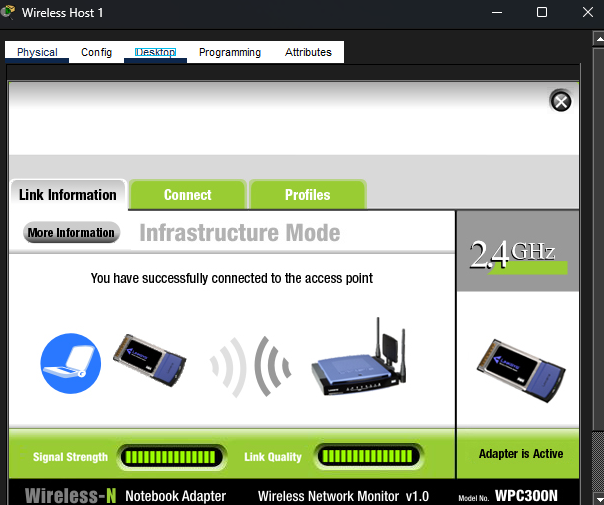 Wireless Host 1
Physical Config Desktop Programming Attributes
Link Information Connect Profiles
More Information Infrastructure Mode
2.4GHz
You have successfully connected to the access point
Signal Strength Link Quality Adapter is Active
Wireless-N Notebook Adapter Wireless Network Monitor v1.0 Model No. WPC300N